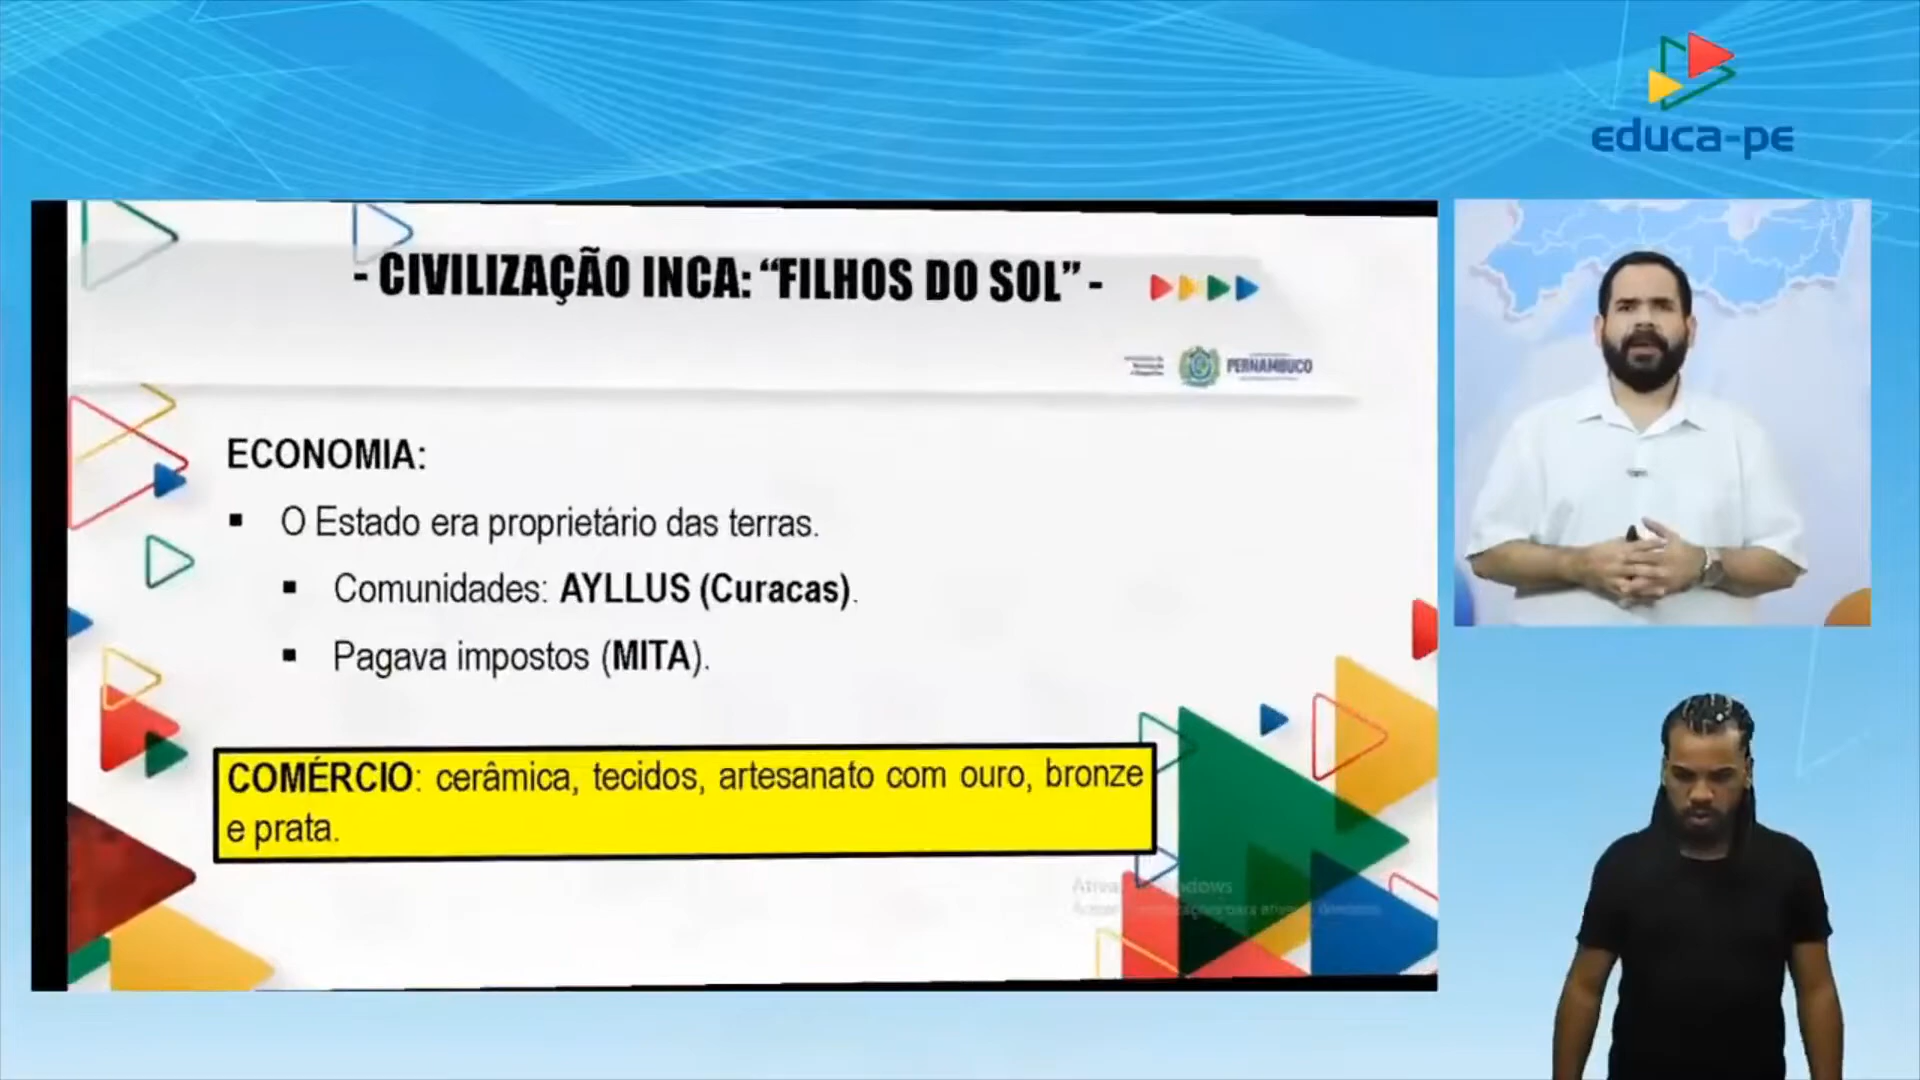 educa-pe
- CIVILIZAÇÃO INCA: “FILHOS DO SOL” -
PERNAMBUCO
ECONOMIA:
▪ O Estado era proprietário das terras.
▪ Comunidades: AYLLUS (Curacas).
▪ Pagava impostos (MITA).
COMÉRCIO: cerâmica, tecidos, artesanato com ouro, bronze
e prata.